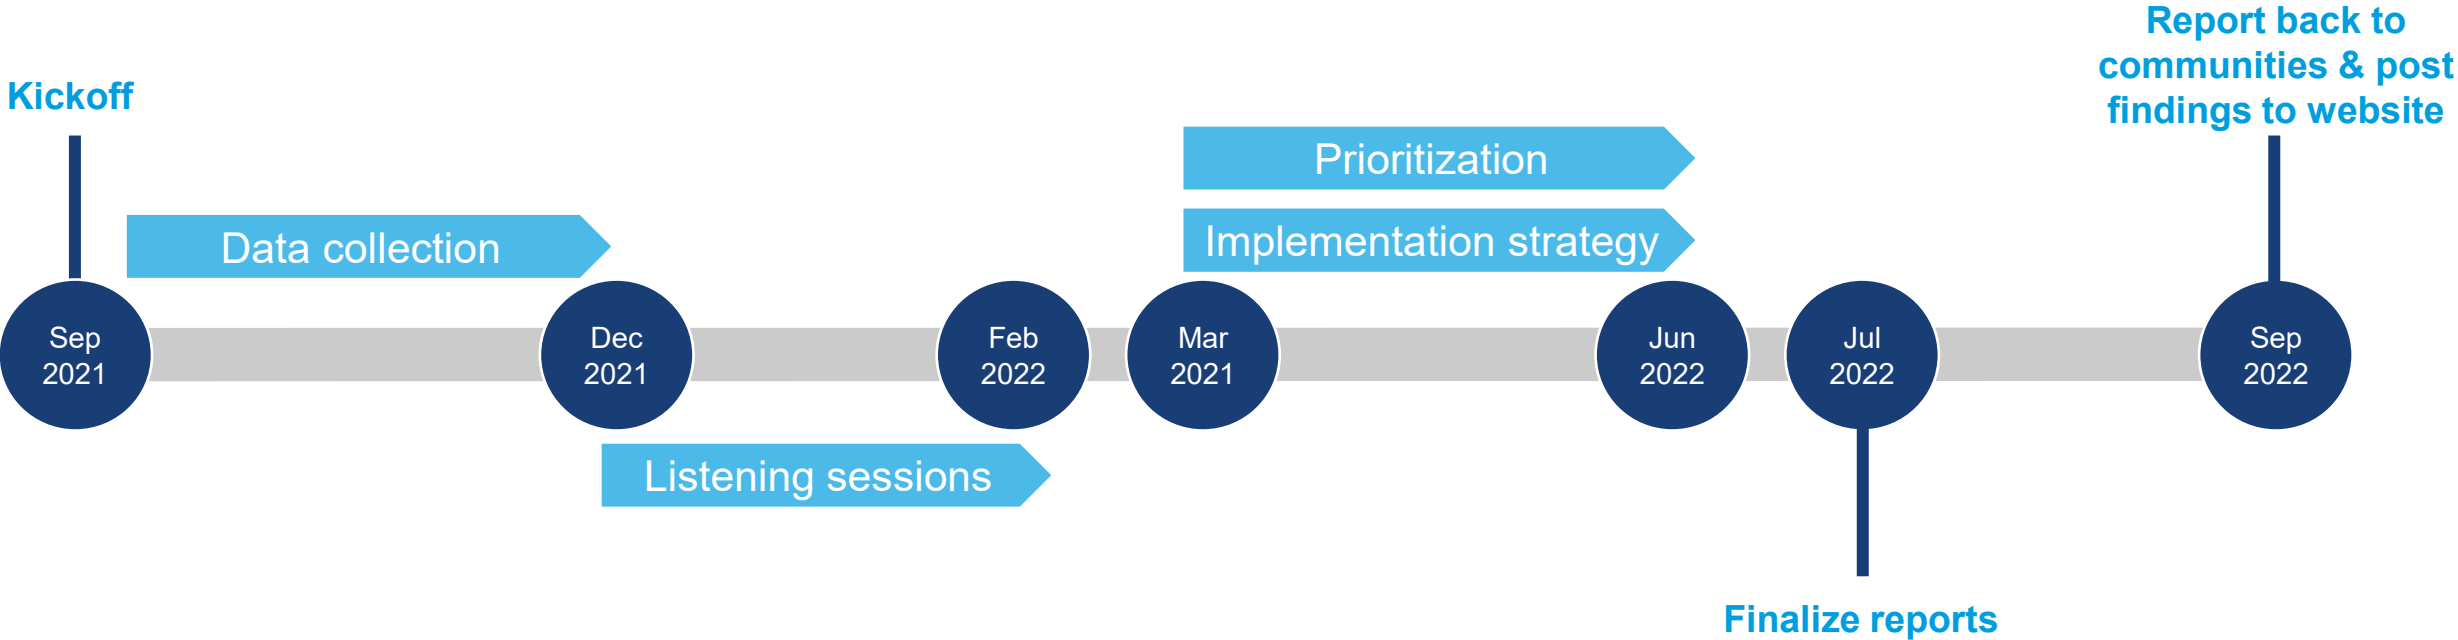 Kickoff
Report back to
communities & post
findings to website
Data collection
Prioritization
Implementation strategy
Sep
2021
Dec
2021
Feb
2022
Mar
2021
Jun
2022
Jul
2022
Sep
2022
Listening sessions
Finalize reports